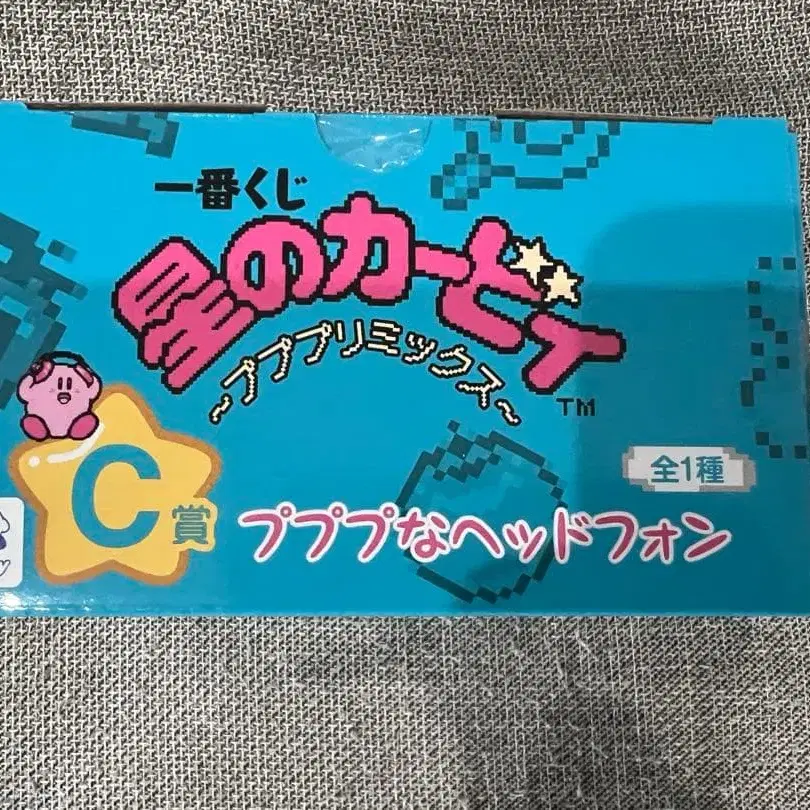 一番くじ
星のカービィ
~プププリミックス~
TM
全1種
C賞
プププなヘッドフォン